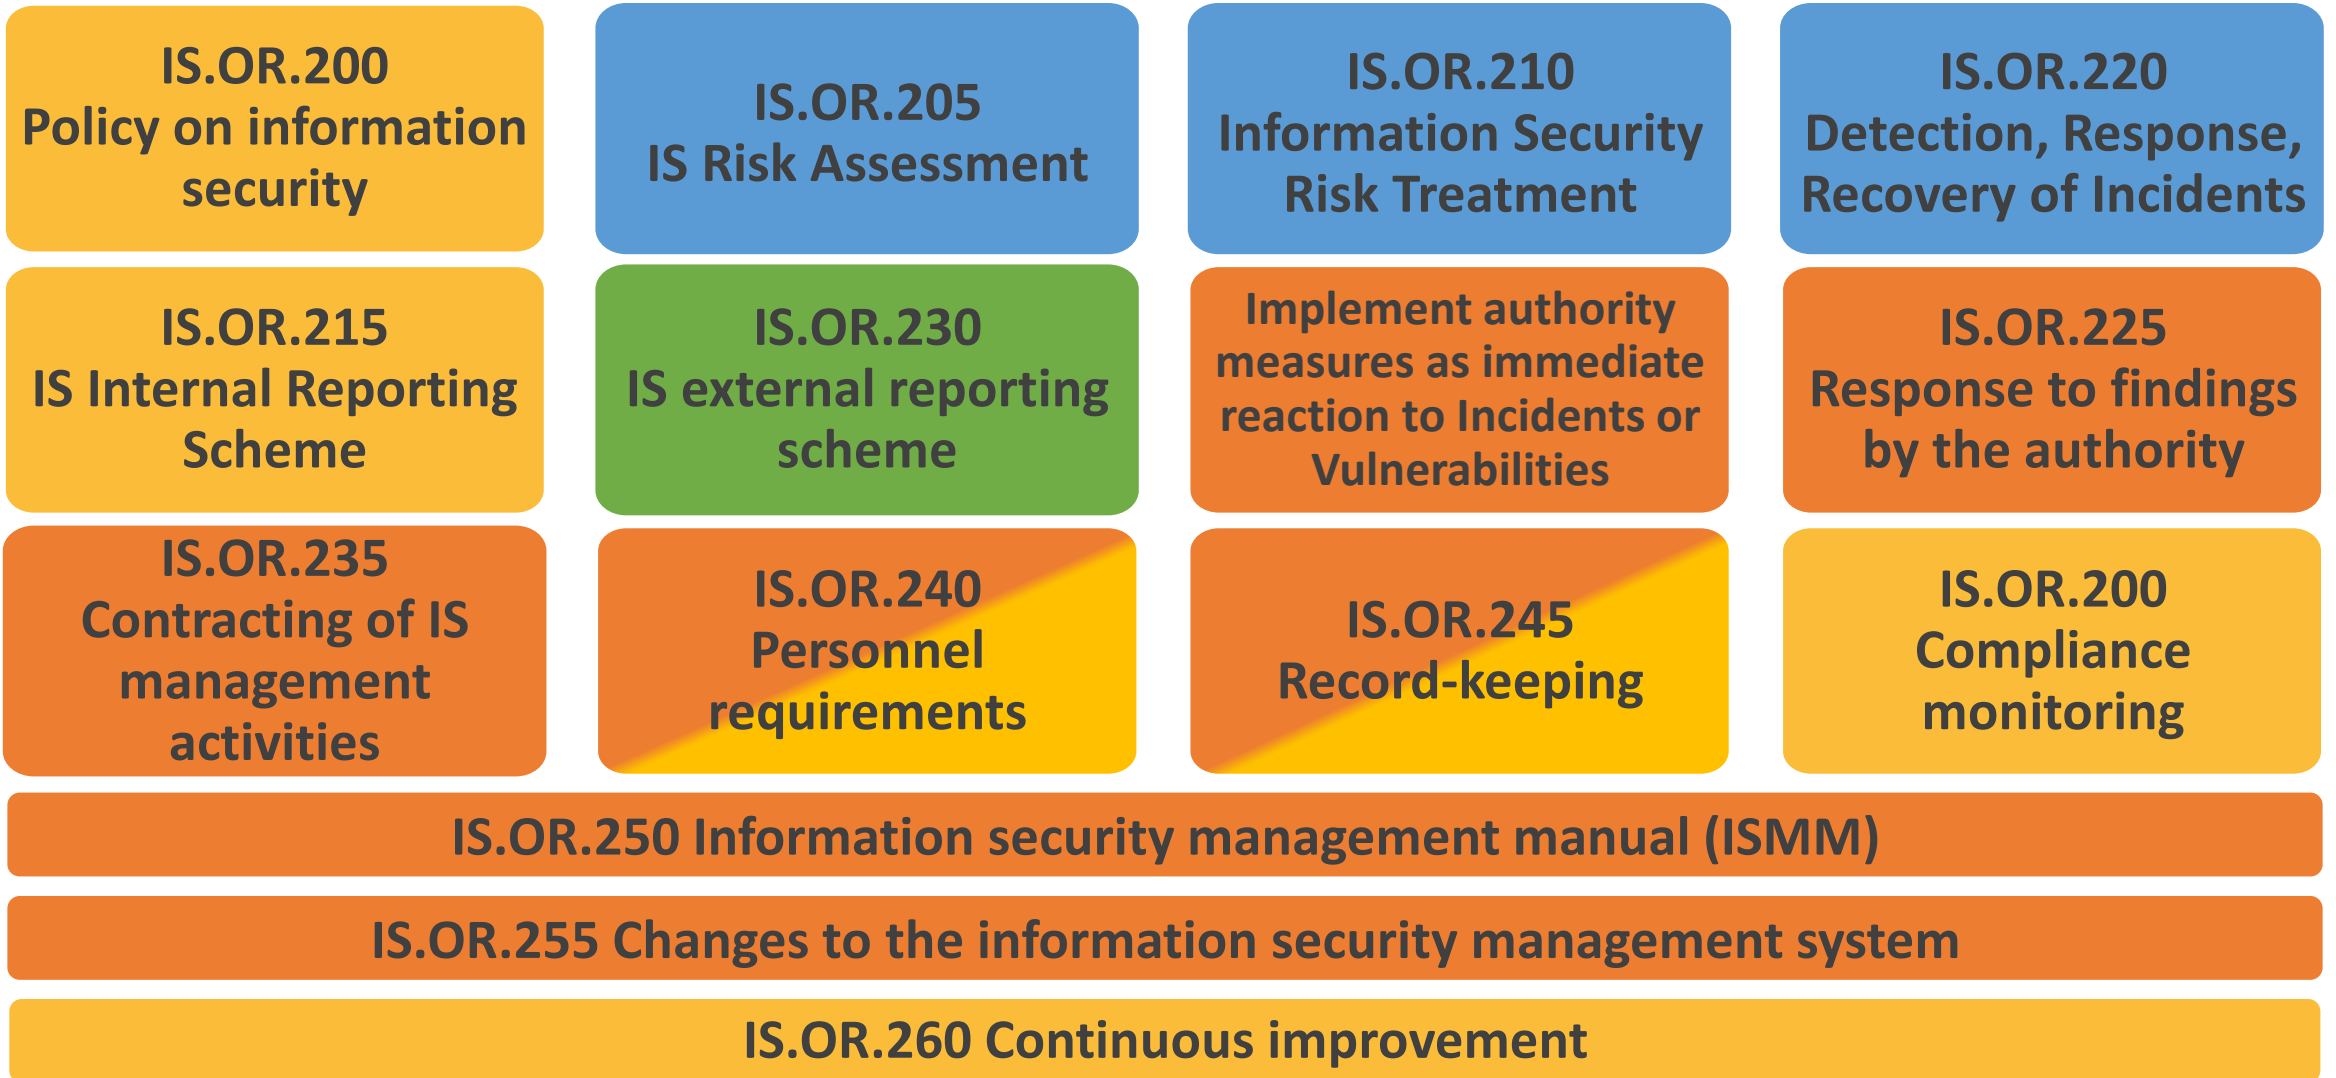 IS.OR.200
Policy on information
security
IS.OR.205
IS Risk Assessment
IS.OR.210
Information Security
Risk Treatment
IS.OR.220
Detection, Response,
Recovery of Incidents
IS.OR.215
IS Internal Reporting
Scheme
IS.OR.230
IS external reporting
scheme
Implement authority
measures as immediate
reaction to Incidents or
Vulnerabilities
IS.OR.225
Response to findings
by the authority
IS.OR.235
Contracting of IS
management
activities
IS.OR.240
Personnel
requirements
IS.OR.245
Record-keeping
IS.OR.200
Compliance
monitoring
IS.OR.250 Information security management manual (ISMM)
IS.OR.255 Changes to the information security management system
IS.OR.260 Continuous improvement